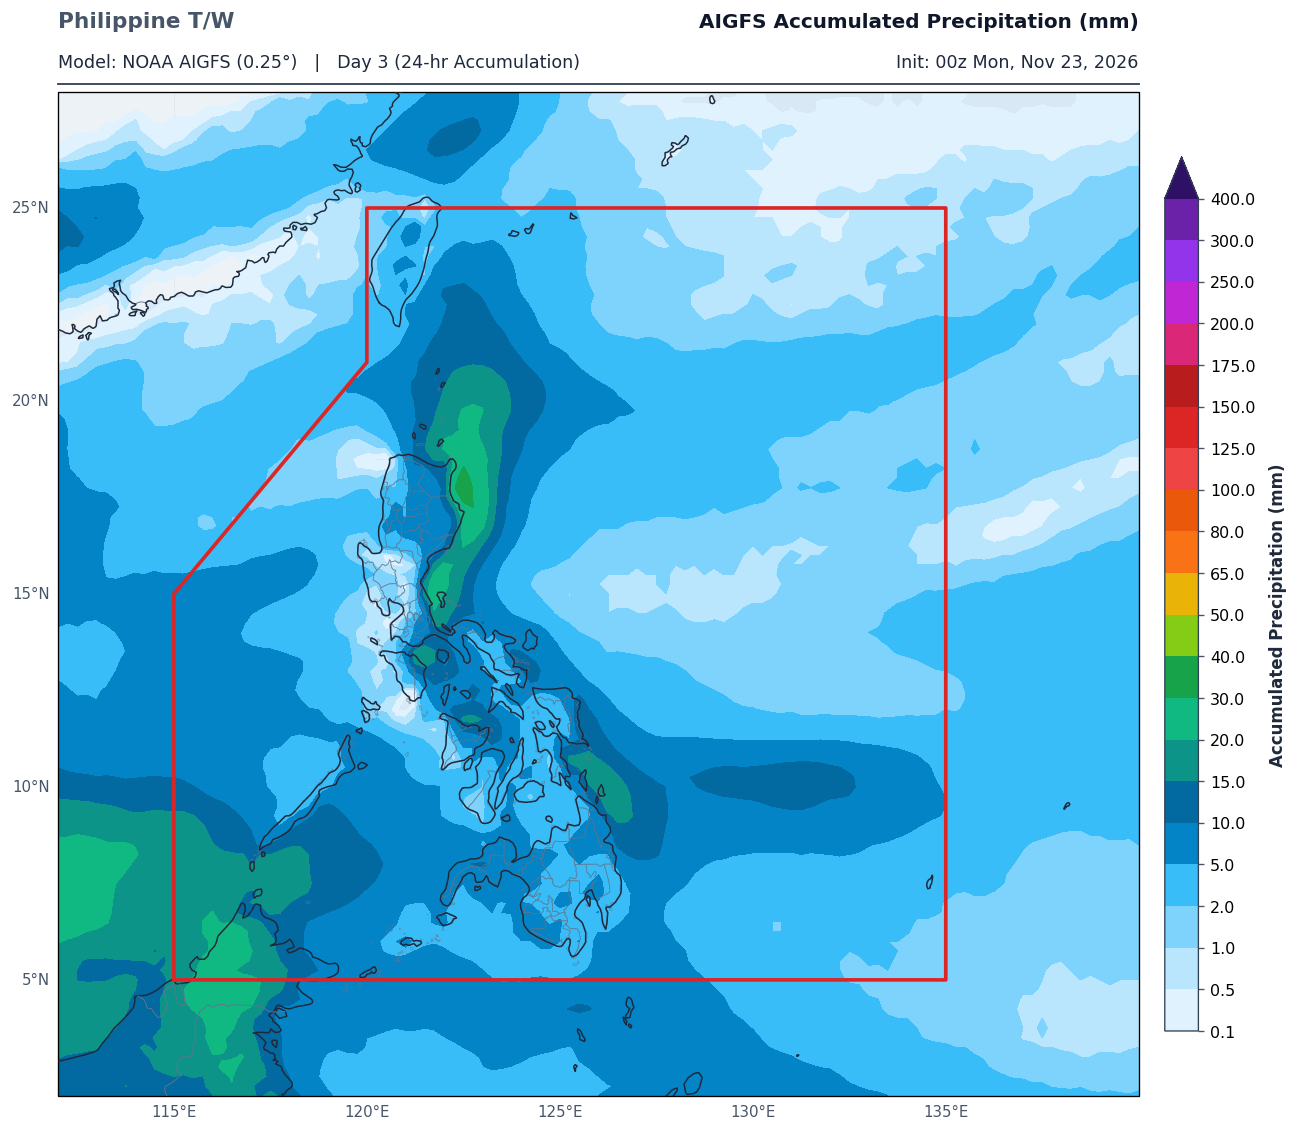 Philippine T/W
AIGFS Accumulated Precipitation (mm)
Model: NOAA AIGFS (0.25°)   |   Day 3 (24-hr Accumulation)
Init: 00z Mon, Nov 23, 2026
25°N
20°N
15°N
10°N
5°N
115°E
120°E
125°E
130°E
135°E
400.0
300.0
250.0
200.0
175.0
150.0
125.0
100.0
80.0
65.0
50.0
40.0
30.0
20.0
15.0
10.0
5.0
2.0
1.0
0.5
0.1
Accumulated Precipitation (mm)